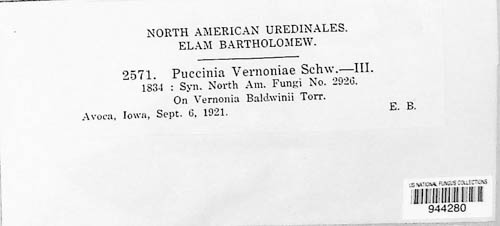 NORTH AMERICAN UREDINALES.
ELAM BARTHOLOMEW.
2571. Puccinia Vernoniae Schw.—III.
1834 : Syn. North Am. Fungi No. 2926.
On Vernonia Baldwinii Torr.
Avoca, Iowa, Sept. 6, 1921. E. B.
US NATIONAL FUNGUS COLLECTIONS
944280